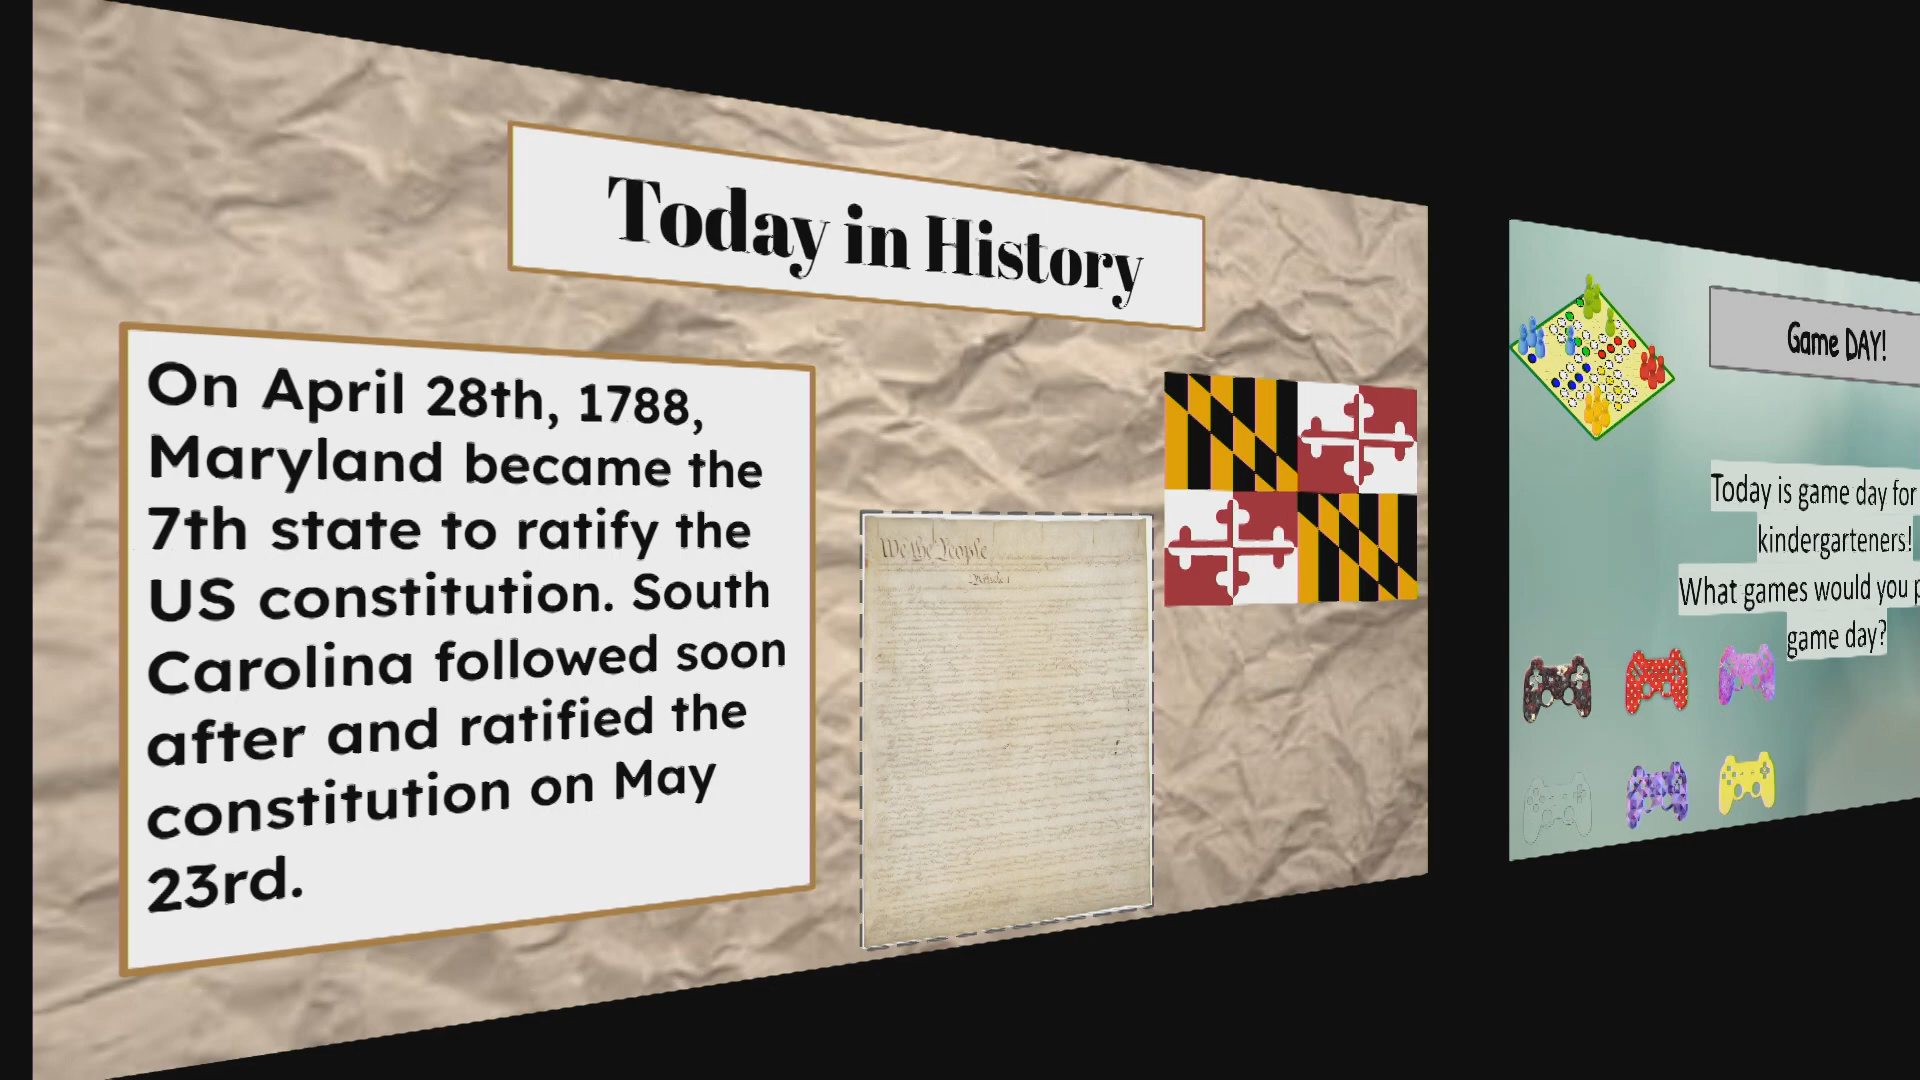 Today in History
On April 28th, 1788,
Maryland became the
7th state to ratify the
US constitution. South
Carolina followed soon
after and ratified the
constitution on May
23rd.
We the People
Article I
Game DAY!
Today is game day for
kindergarteners!
What games would you
game day?